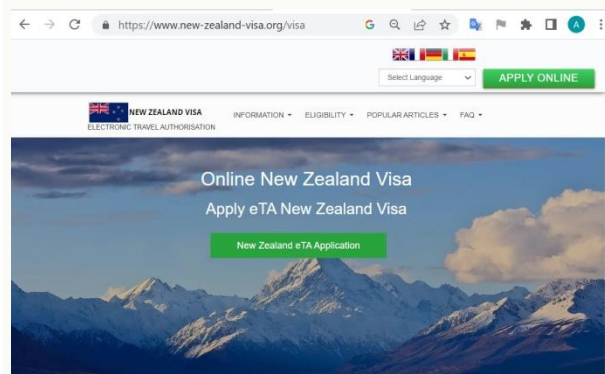 https://www.new-zealand-visa.org/visa
A
Select Language
APPLY ONLINE
NEW ZEALAND VISA
ELECTRONIC TRAVEL AUTHORISATION
INFORMATION ELIGIBILITY POPULAR ARTICLES FAQ
Online New Zealand Visa
Apply eTA New Zealand Visa
New Zealand eTA Application